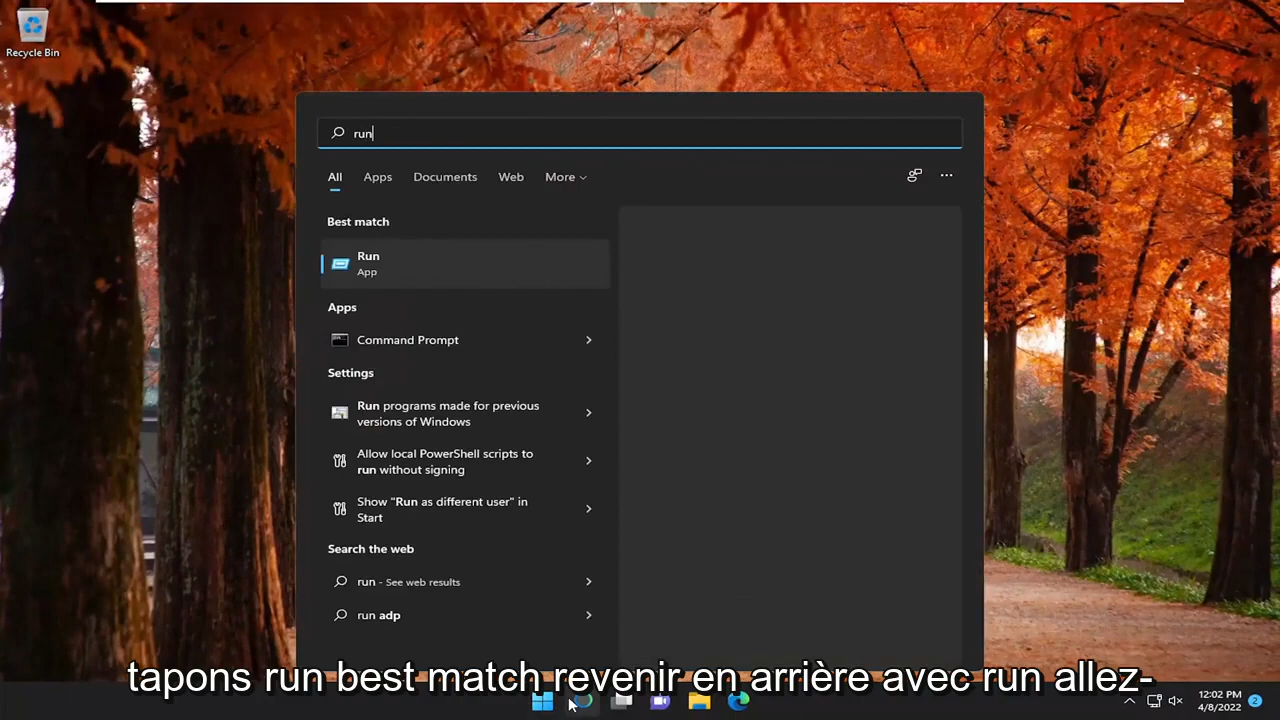 Recycle Bin
run
All Apps Documents Web More
Best match
Run
App
Apps
Command Prompt
Settings
Run programs made for previous
versions of Windows
Allow local PowerShell scripts to
run without signing
Show "Run as different user" in
Start
Search the web
run - See web results
run adp
tapons run best match revenir en arrière avec run allez-
12:02 PM
4/8/2022
2